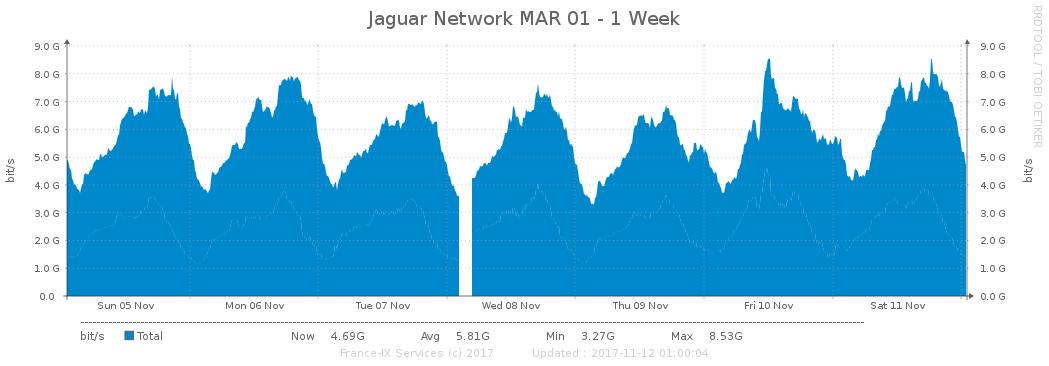 Jaguar Network MAR 01 - 1 Week
RRDTOOL / TOBI OETIKER
9.0 G 9.0 G
8.0 G 8.0 G
7.0 G 7.0 G
6.0 G 6.0 G
5.0 G 5.0 G
4.0 G 4.0 G
3.0 G 3.0 G
2.0 G 2.0 G
1.0 G 1.0 G
0.0 0.0 G
bit/s bit/s
Sun 05 Nov Mon 06 Nov Tue 07 Nov Wed 08 Nov Thu 09 Nov Fri 10 Nov Sat 11 Nov
bit/s Total Now 4.69G Avg 5.81G Min 3.27G Max 8.53G
France-IX Services (c) 2017 Updated : 2017-11-12 01:00:04